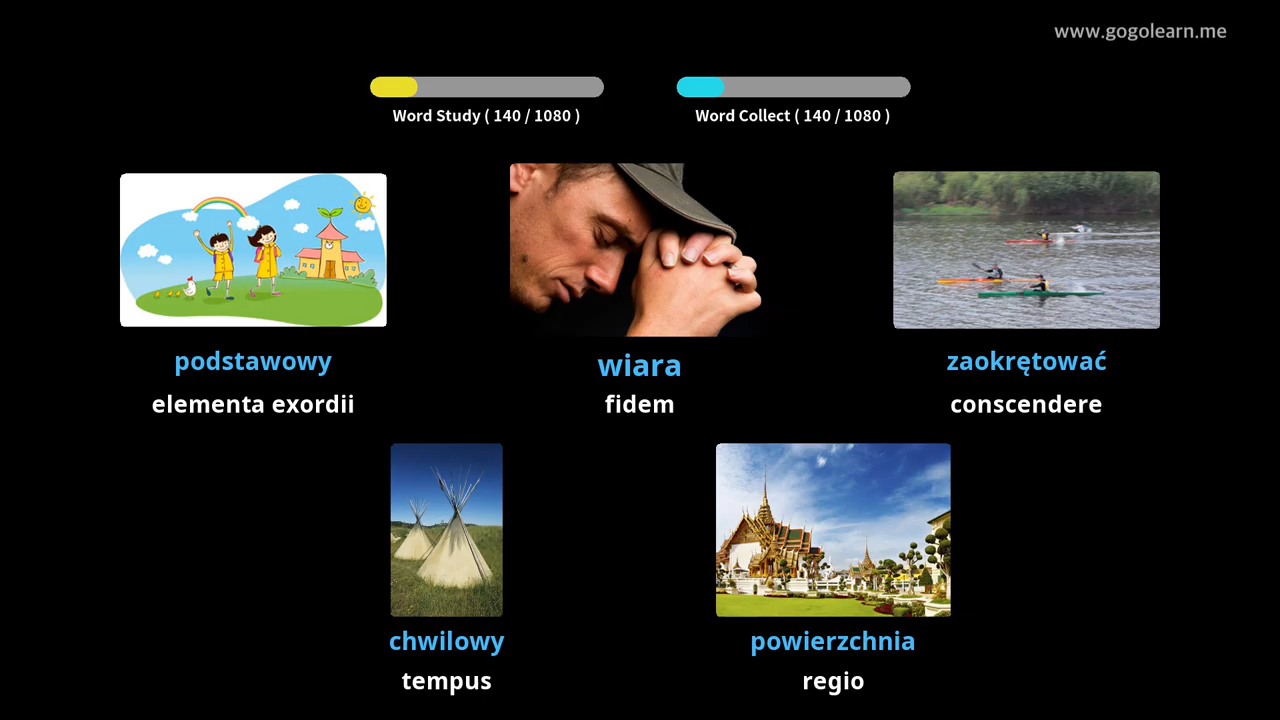 www.gogolearn.me
Word Study ( 140 / 1080 )
Word Collect ( 140 / 1080 )
podstawowy
elementa exordii
wiara
fidem
zaokrętować
conscendere
chwilowy
tempus
powierzchnia
regio